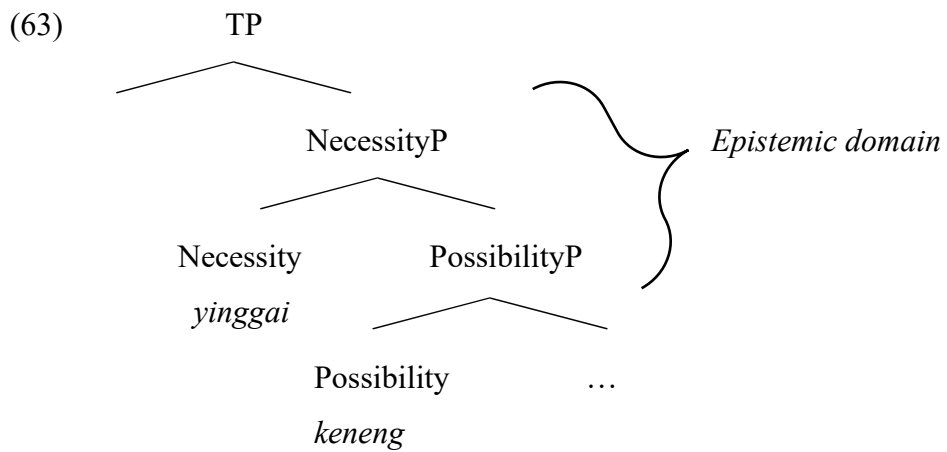 (63) TP
NecessityP
Epistemic domain
Necessity PossibilityP
yinggai
Possibility …
keneng